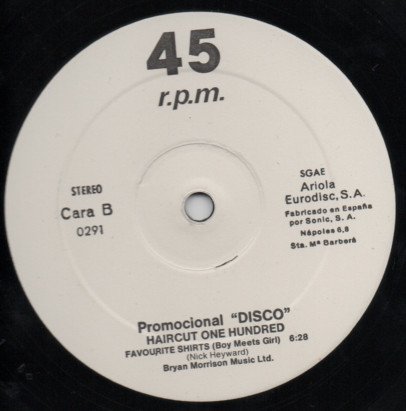 45
r.p.m.
STEREO
Cara B
0291
SGAE
Ariola
Eurodisc, S.A.
Fabricado en España
por Sonic, S. A.
Nápoles 6,8
Sta. Mª Barberá
Promocional "DISCO"
HAIRCUT ONE HUNDRED
FAVOURITE SHIRTS (Boy Meets Girl) 6:28
(Nick Heyward)
Bryan Morrison Music Ltd.